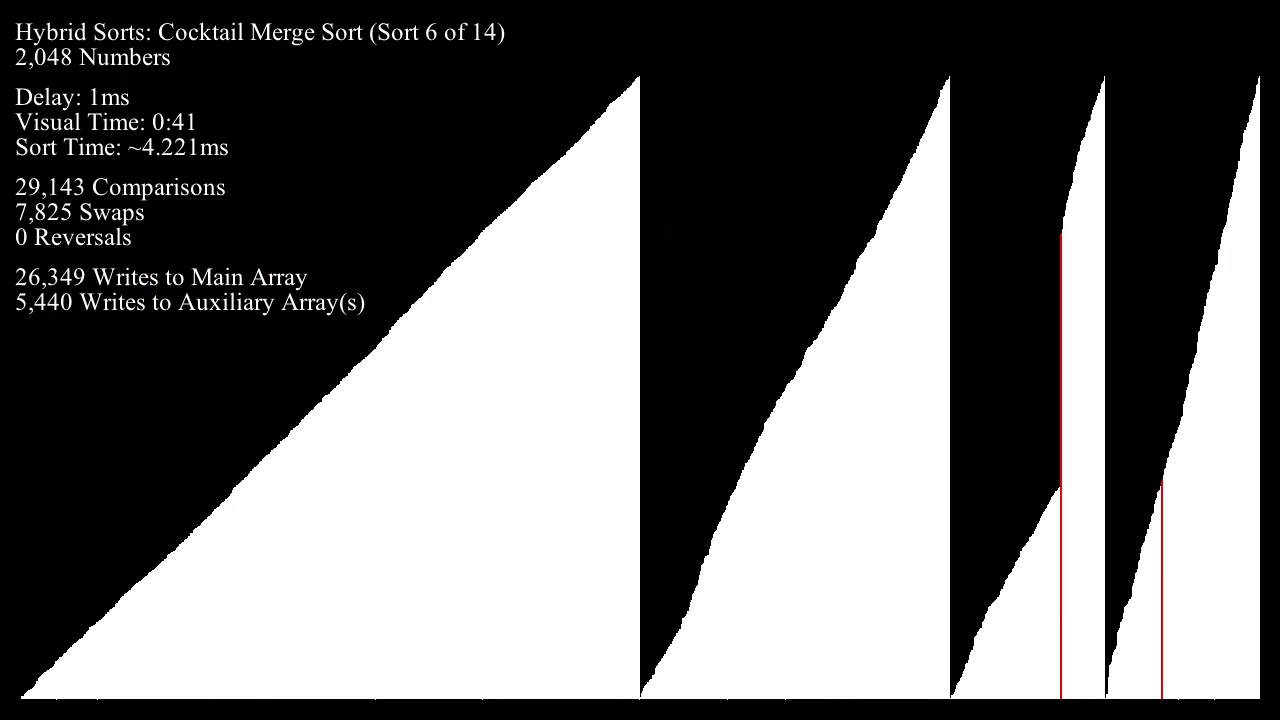 Hybrid Sorts: Cocktail Merge Sort (Sort 6 of 14)
2,048 Numbers
Delay: 1ms
Visual Time: 0:41
Sort Time: ~4.221ms
29,143 Comparisons
7,825 Swaps
0 Reversals
26,349 Writes to Main Array
5,440 Writes to Auxiliary Array(s)